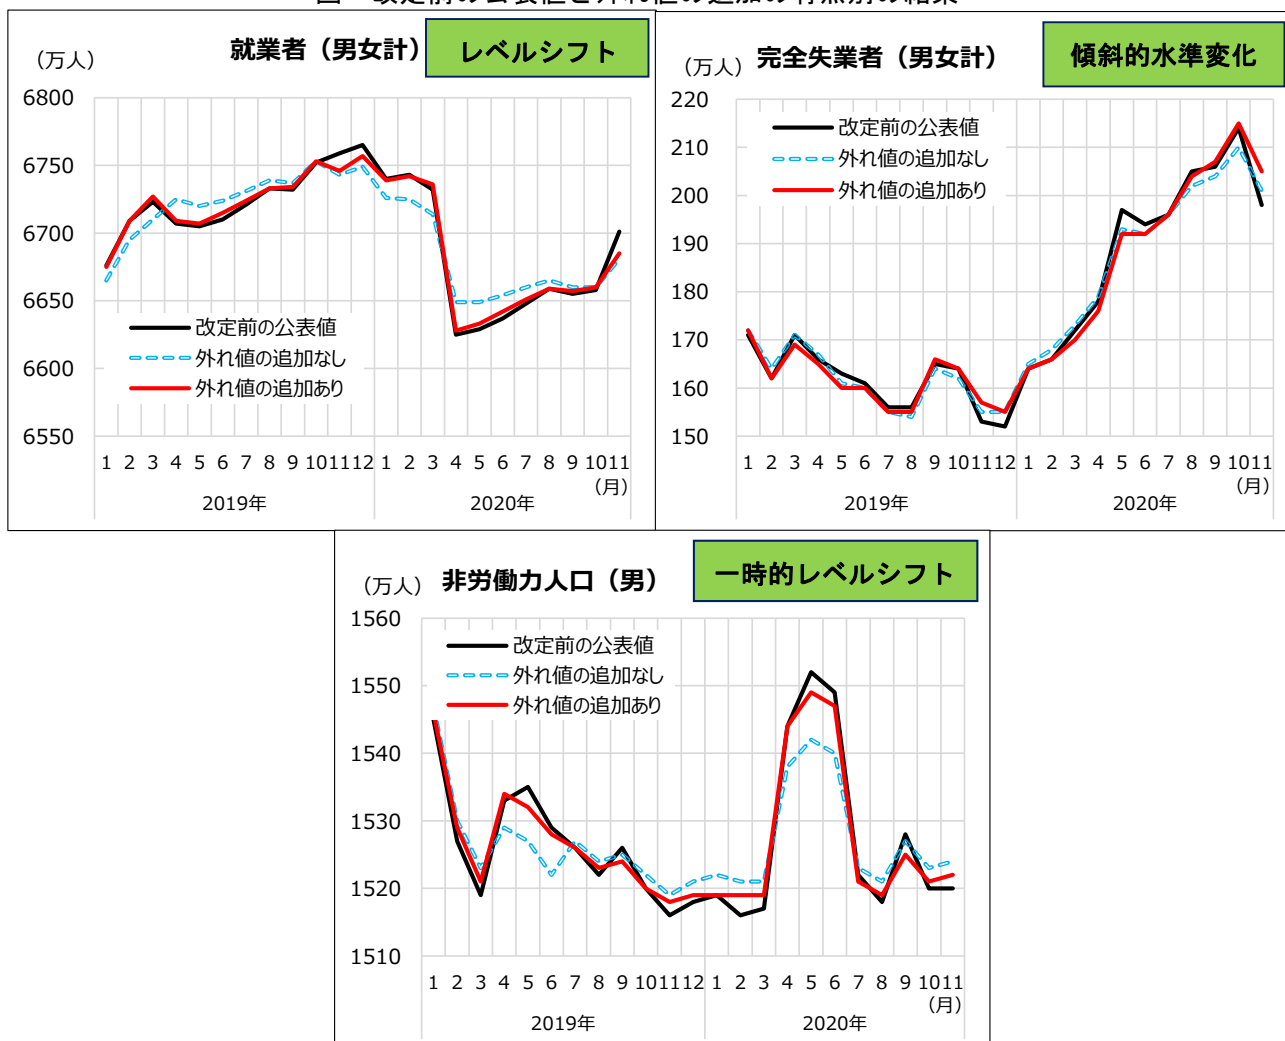 就業者（男女計）
レベルシフト
（万人）
6800
6750
6700
6650
6600
6550
改定前の公表値
外れ値の追加なし
外れ値の追加あり
1 2 3 4 5 6 7 8 9 10 11 12 1 2 3 4 5 6 7 8 9 10 11
（月）
2019年 2020年
完全失業者（男女計）
傾斜的水準変化
（万人）
220
210
200
190
180
170
160
150
改定前の公表値
外れ値の追加なし
外れ値の追加あり
1 2 3 4 5 6 7 8 9 10 11 12 1 2 3 4 5 6 7 8 9 10 11
（月）
2019年 2020年
非労働力人口（男）
一時的レベルシフト
（万人）
1560
1550
1540
1530
1520
1510
改定前の公表値
外れ値の追加なし
外れ値の追加あり
1 2 3 4 5 6 7 8 9 10 11 12 1 2 3 4 5 6 7 8 9 10 11
（月）
2019年 2020年